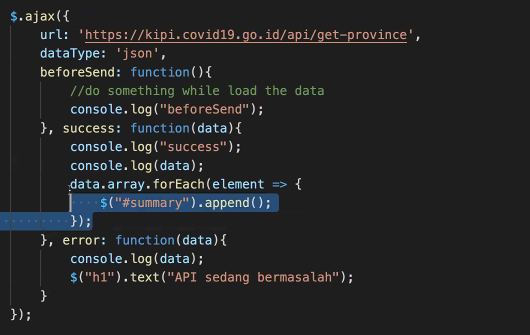 $.ajax({
url: 'https://kipi.covid19.go.id/api/get-province',
dataType: 'json',
beforeSend: function(){
//do something while load the data
console.log("beforeSend");
}, success: function(data){
console.log("success");
console.log(data);
data.array.forEach(element => {
$("#summary").append();
});
}, error: function(data){
console.log(data);
$("h1").text("API sedang bermasalah");
}
});